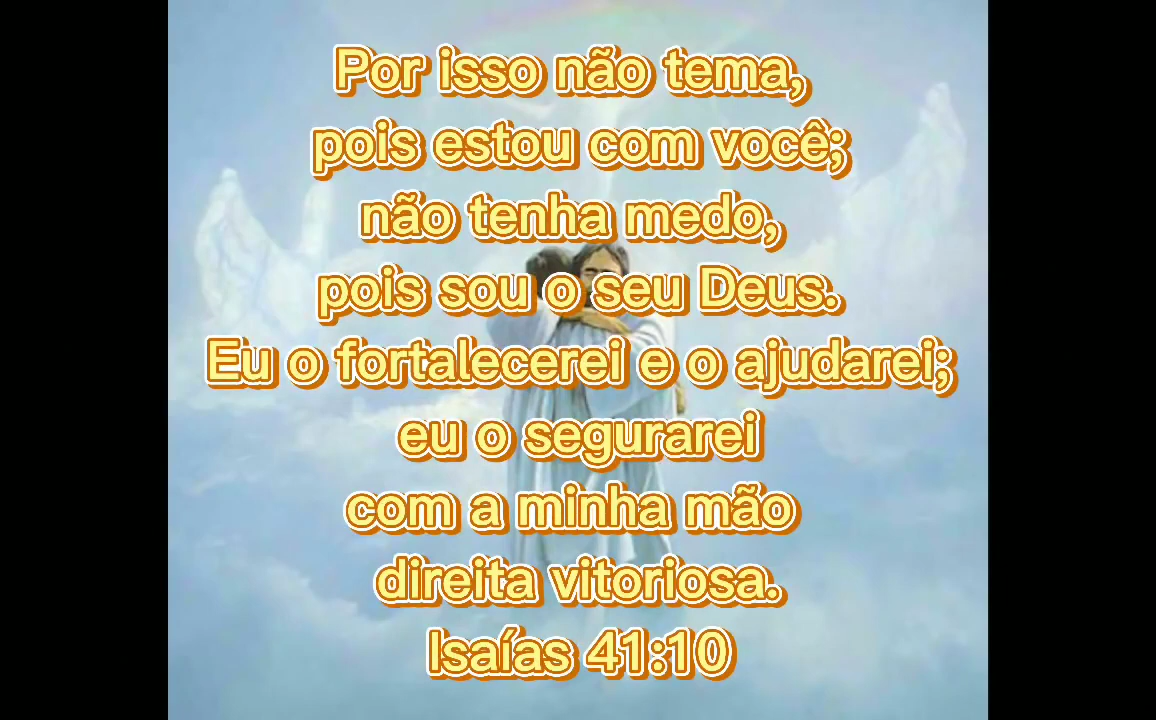 Por isso não tema,
pois estou com você;
não tenha medo,
pois sou o seu Deus.
Eu o fortalecerei e o ajudarei;
eu o segurarei
com a minha mão
direita vitoriosa.
Isaías 41:10